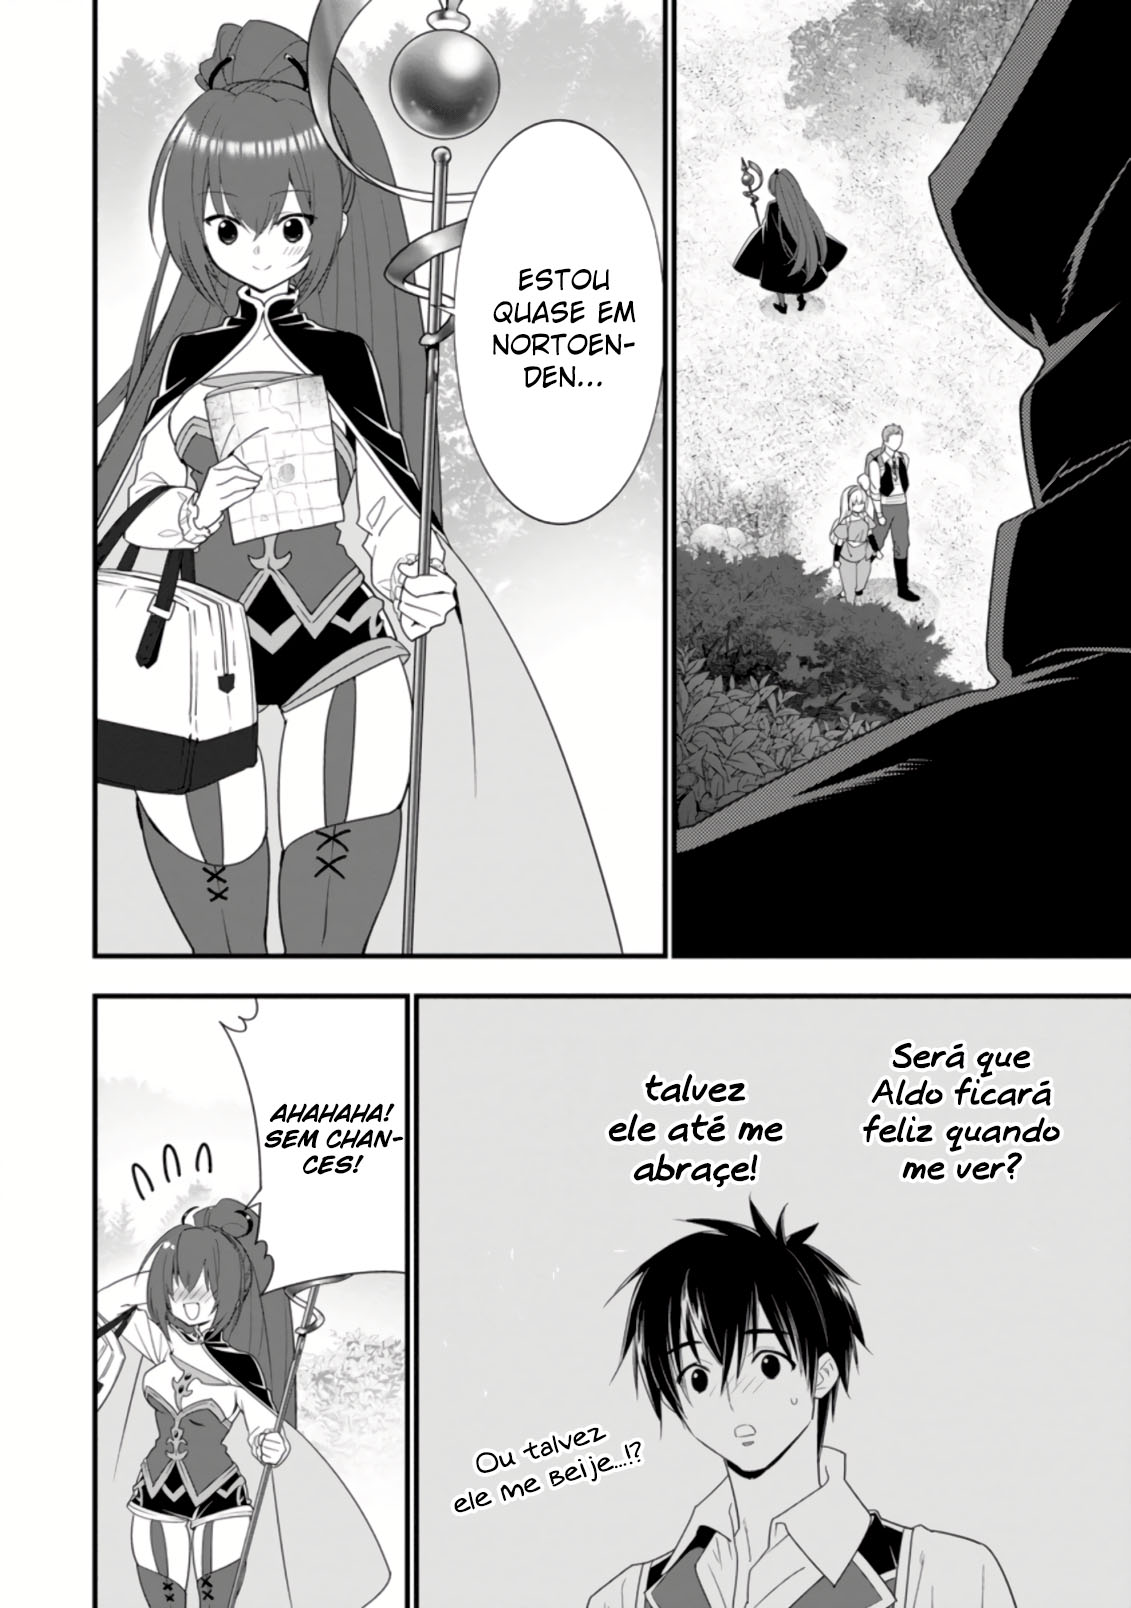 ESTOU
QUASE EM
NORTOEN-
DEN...
Será que
Aldo ficará
feliz quando
me ver?
talvez
ele até me
abraçe!
Ou talvez
ele me Beije...!?
AHAHAHA!
SEM CHAN-
CES!